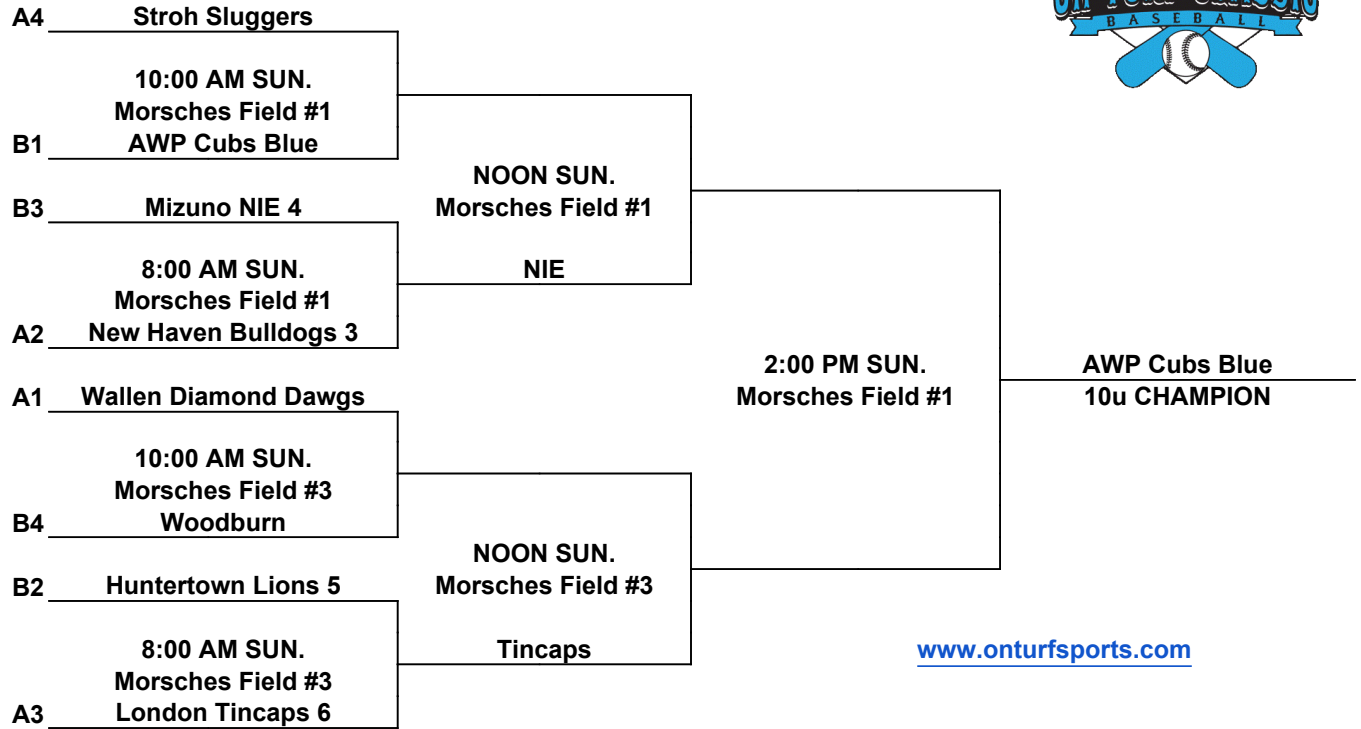 ON TURF CLASSIC
BASEBALL
A4 Stroh Sluggers
10:00 AM SUN.
Morsches Field #1
B1 AWP Cubs Blue
NOON SUN.
Morsches Field #1
B3 Mizuno NIE 4
8:00 AM SUN.
Morsches Field #1
NIE
A2 New Haven Bulldogs 3
2:00 PM SUN.
Morsches Field #1
AWP Cubs Blue
10u CHAMPION
A1 Wallen Diamond Dawgs
10:00 AM SUN.
Morsches Field #3
B4 Woodburn
NOON SUN.
Morsches Field #3
B2 Huntertown Lions 5
8:00 AM SUN.
Morsches Field #3
Tincaps
www.onturfsports.com
A3 London Tincaps 6